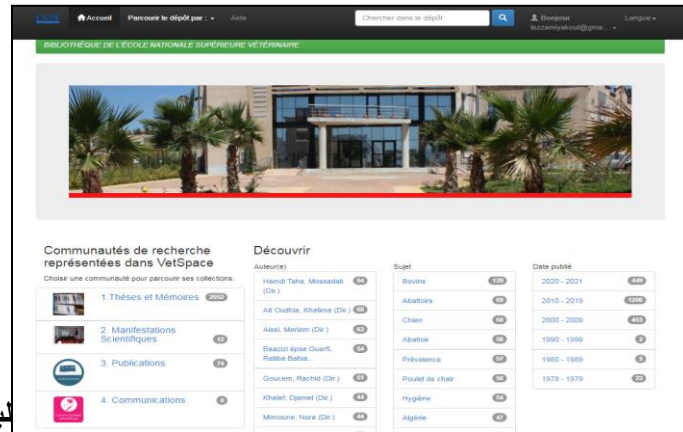 Accueil Parcourir le dépôt par : Aide Chercher dans le dépôt Bonjour Langue
lezzamiyakout@gma...
BIBLIOTHÈQUE DE L'ÉCOLE NATIONALE SUPÉRIEURE VÉTÉRINAIRE
Communautés de recherche
représentées dans VetSpace
Choisir une communauté pour parcourir ses collections.
1.Thèses et Mémoires 2052
2. Manifestations
Scientifiques 12
3. Publications 78
4. Communications 0
Découvrir
Auteur(e)
Hamdi Taha, Mossadak
(Dir.) 94
Ait Oudhia, Khatima (Dir.) 68
Aissi, Meriem (Dir.) 63
Baazizi épse Guerfi,
Ratiba Bahia... 54
Goucem, Rachid (Dir.) 51
Khelef, Djamel (Dir.) 44
Mimoune, Nora (Dir.) 44
Sujet
Bovins 129
Abattoirs 69
Chien 68
Abattoir 58
Prévalence 57
Poulet de chair 56
Hygiène 54
Algérie 47
Date publié
2020 - 2021 449
2010 - 2019 1206
2000 - 2009 453
1990 - 1999 2
1980 - 1989 5
1978 - 1979 23